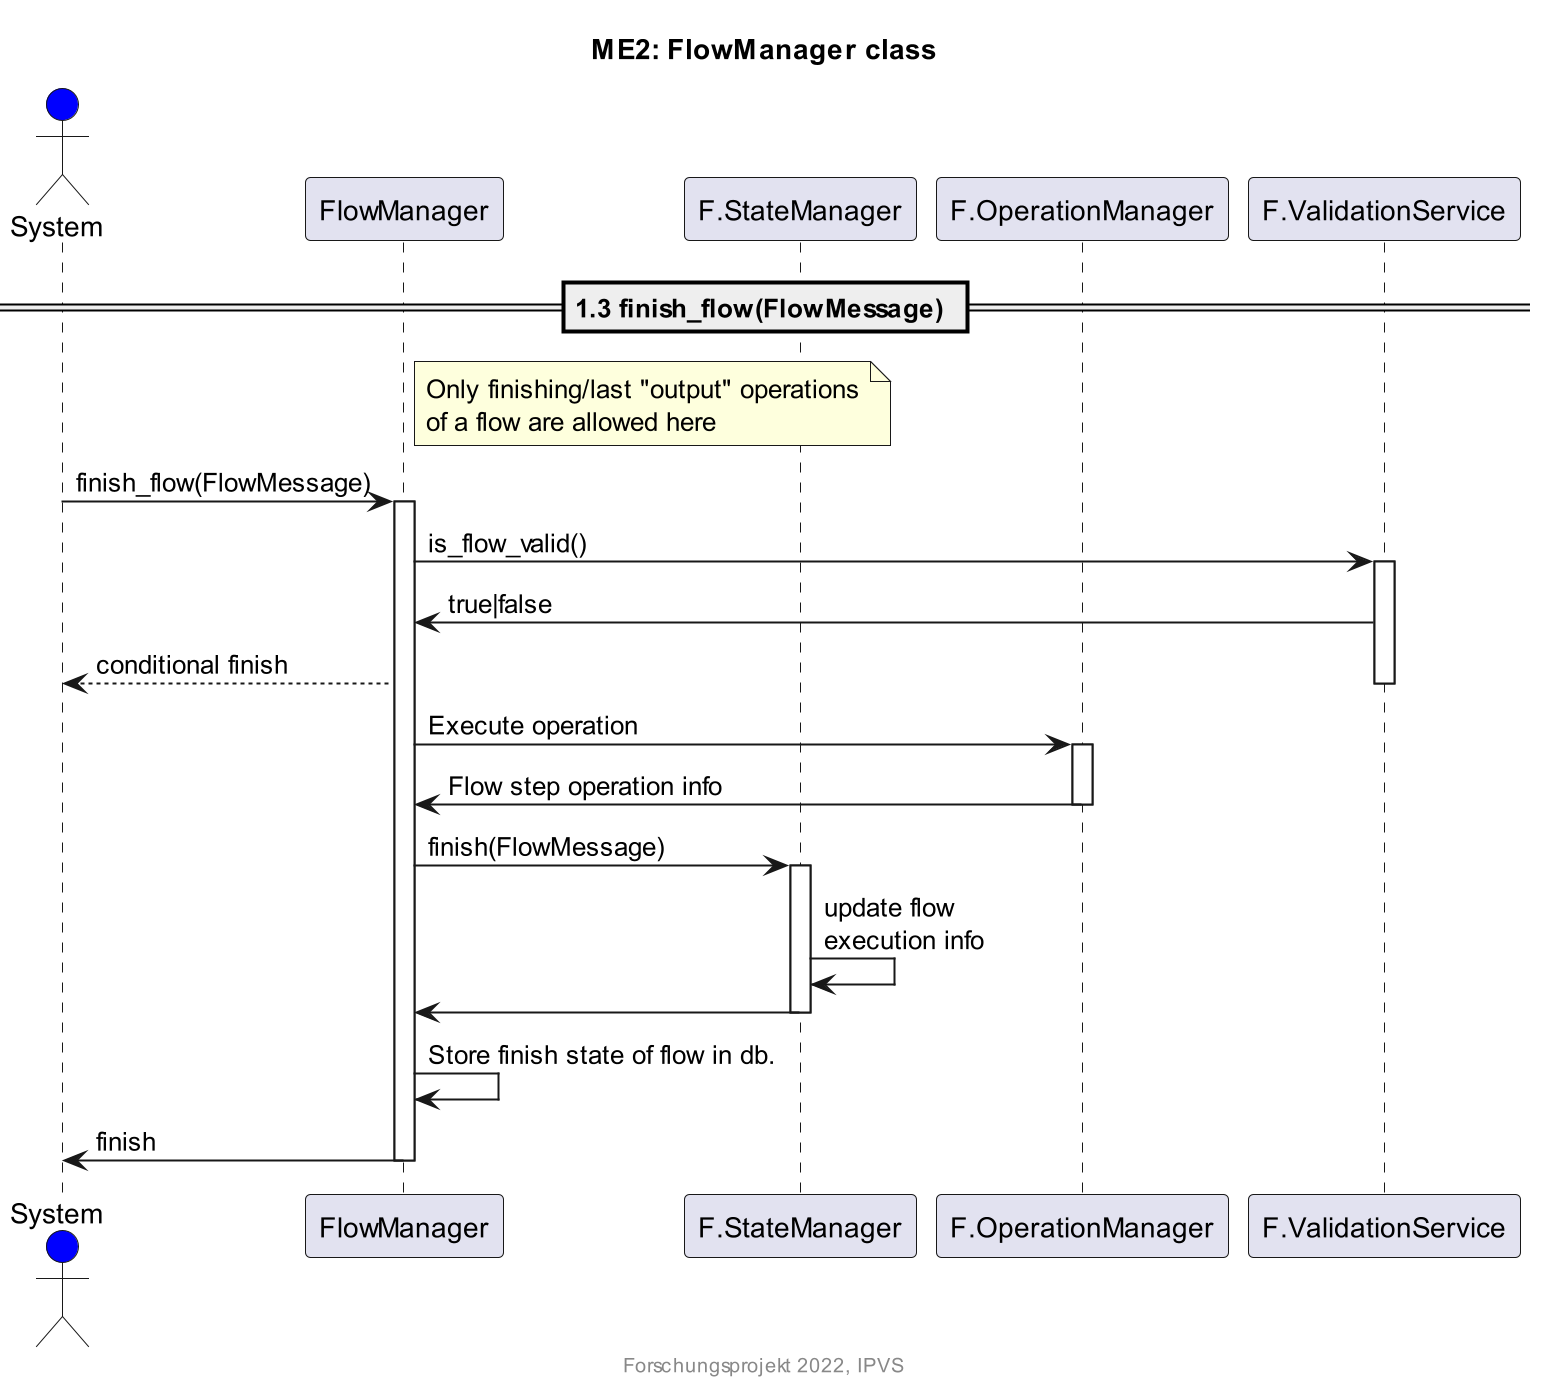 ME2: FlowManager class
System
FlowManager
F.StateManager
F.OperationManager
F.ValidationService
1.3 finish_flow(FlowMessage)
Only finishing/last "output" operations
of a flow are allowed here
finish_flow(FlowMessage)
is_flow_valid()
true|false
conditional finish
Execute operation
Flow step operation info
finish(FlowMessage)
update flow
execution info
Store finish state of flow in db.
finish
System
FlowManager
F.StateManager
F.OperationManager
F.ValidationService
Forschungsprojekt 2022, IPVS